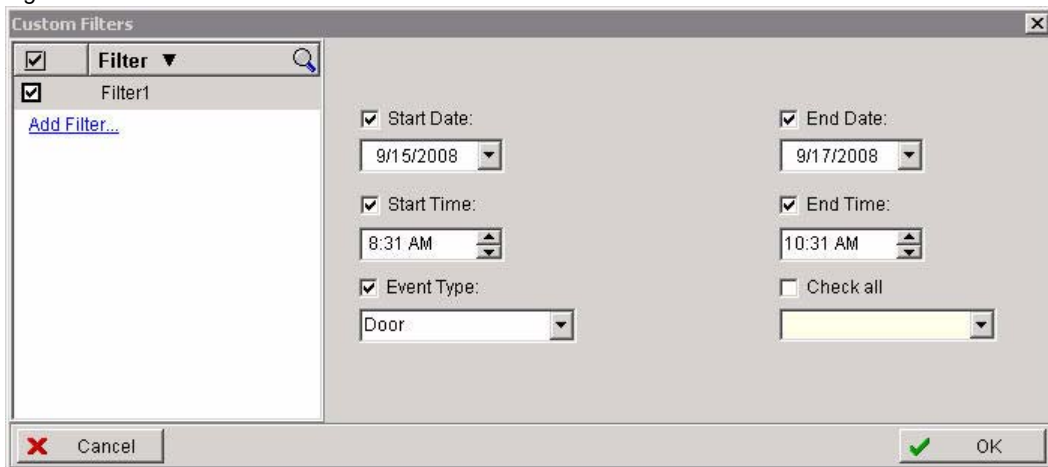 Custom Filters
Filter ▼
Filter1
Add Filter...
Start Date:
End Date:
9/15/2008
9/17/2008
Start Time:
End Time:
8:31 AM
10:31 AM
Event Type:
Check all
Door
Cancel
OK